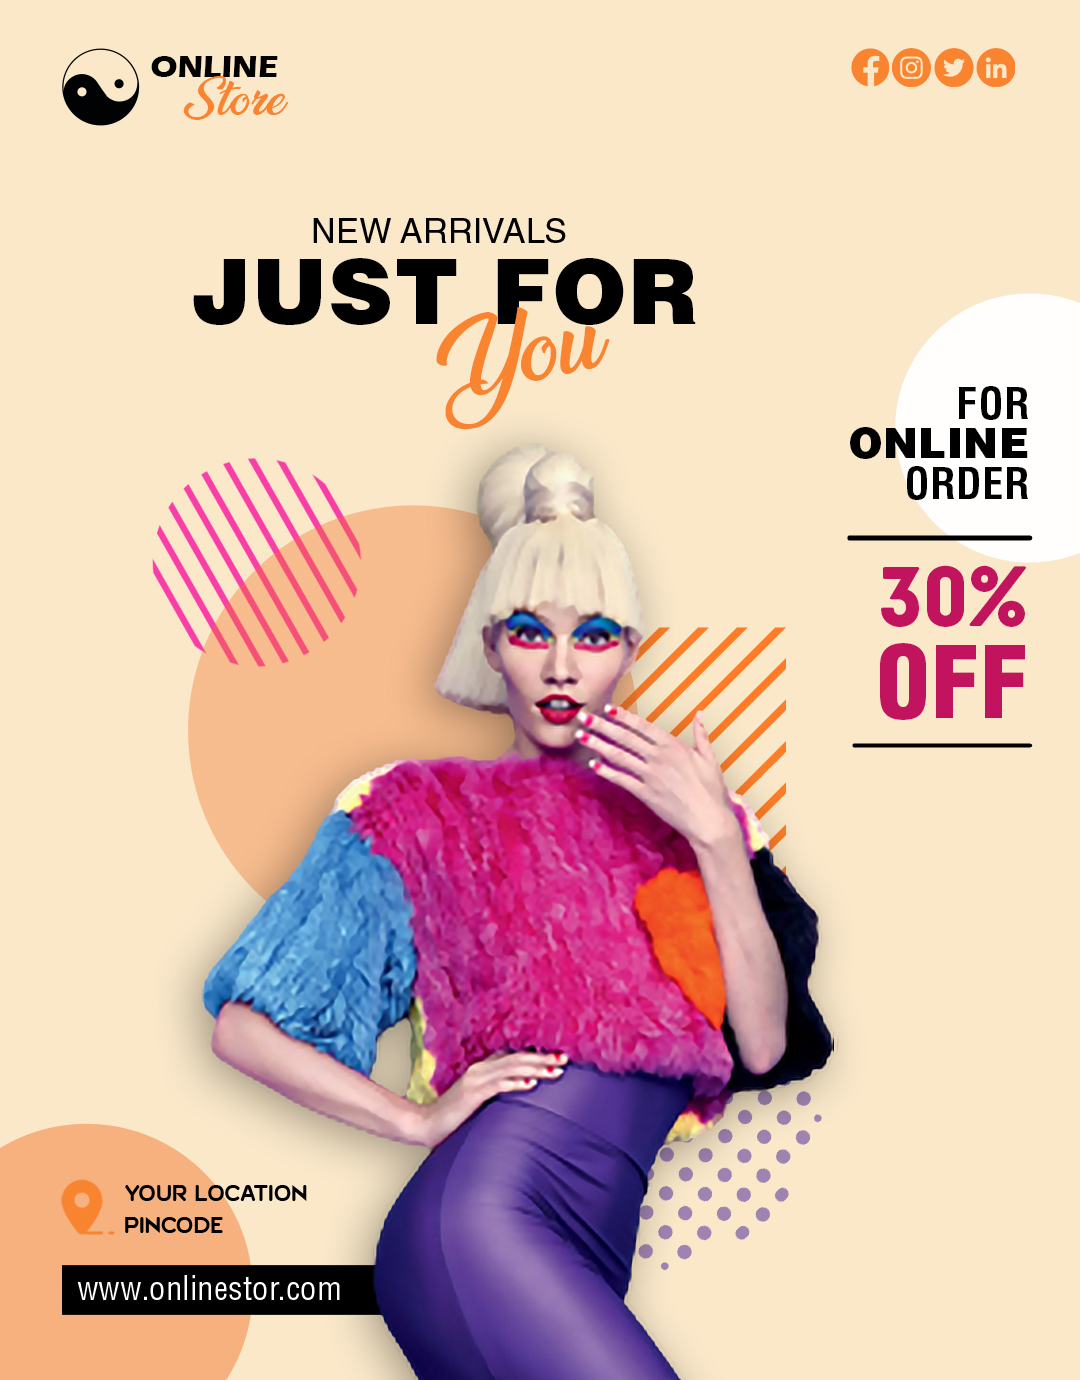 ONLINE
Store
NEW ARRIVALS
JUST FOR
You
FOR
ONLINE
ORDER
30%
OFF
YOUR LOCATION
PINCODE
www.onlinestor.com